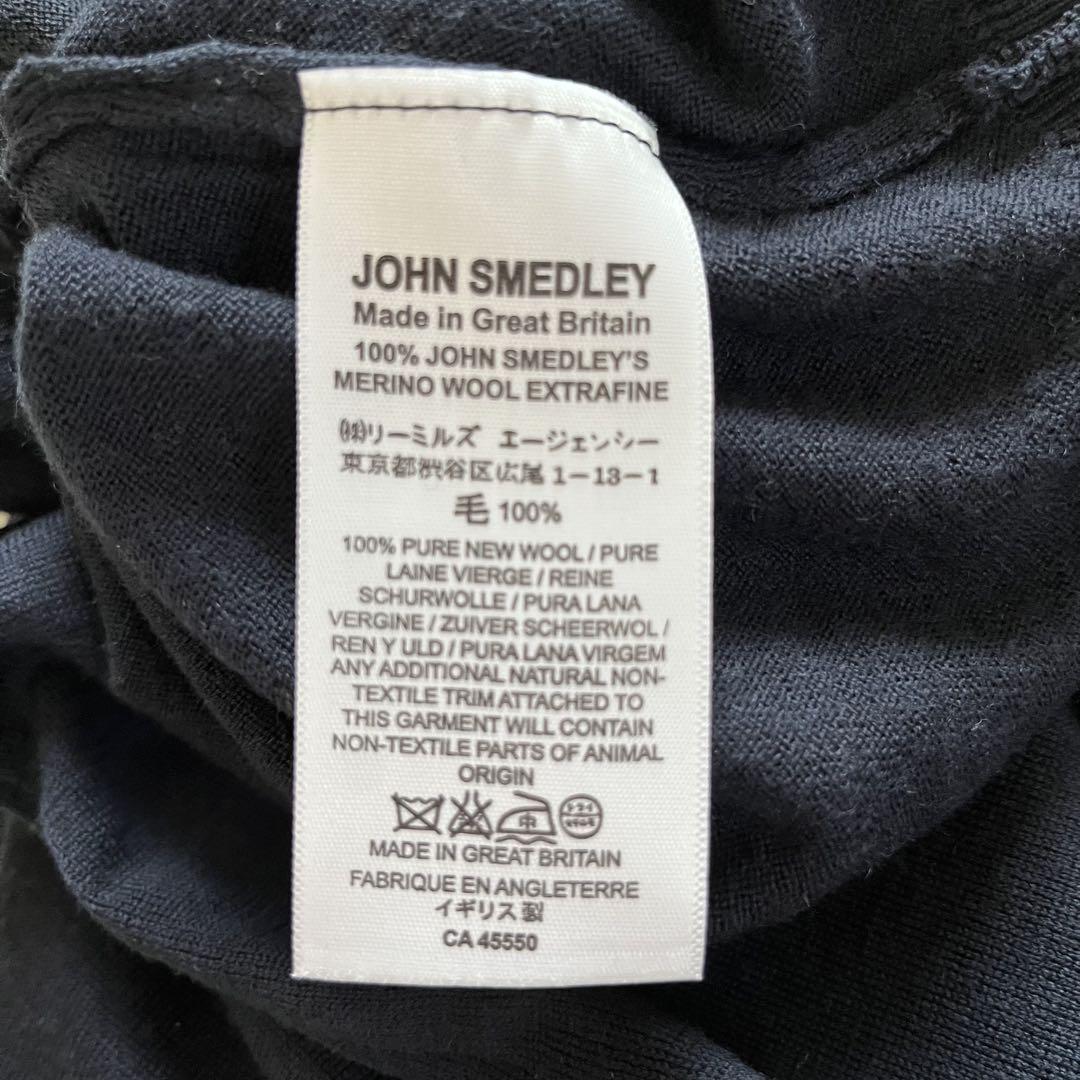 JOHN SMEDLEY
Made in Great Britain
100% JOHN SMEDLEY'S
MERINO WOOL EXTRAFINE
㈱リーミルズ エージェンシー
東京都渋谷区広尾1-13-1
毛 100%
100% PURE NEW WOOL / PURE
LAINE VIERGE / REINE
SCHURWOLLE / PURA LANA
VERGINE / ZUIVER SCHEERWOL /
REN Y ULD / PURA LANA VIRGEM
ANY ADDITIONAL NATURAL NON-
TEXTILE TRIM ATTACHED TO
THIS GARMENT WILL CONTAIN
NON-TEXTILE PARTS OF ANIMAL
ORIGIN
中 ドライ
MADE IN GREAT BRITAIN
FABRIQUE EN ANGLETERRE
イギリス製
CA 45550